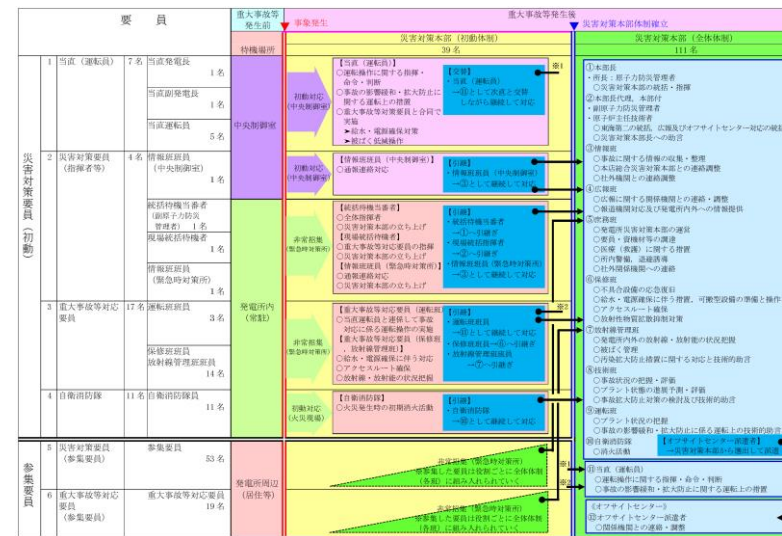 要　員
重大事故等
発生前
待機場所
重大事故等発生後
事象発生
災害対策本部体制確立
災害対策本部（初動体制）
39 名
災害対策本部（全体体制）
111 名
災害対策要員（初動）
1 当直（運転員） 7 名 当直発電長
1 名
当直副発電長
1 名
当直運転員
5 名
中央制御室
初動対応
(中央制御室)
【当直（運転員）】
○運転操作に関する指揮・
命令・判断
○事故の影響緩和・拡大防止に
関する運転上の措置
○重大事故等対策要員と合同で
実施
➤給水・電源確保対策
➤被ばく低減操作
【交替】
・当直（運転員）
→⑪として次直と交替
しながら継続して対応
※1
2 災害対策要員
（指揮者等）
4 名 情報班班員
（中央制御室）
1 名
初動対応
(中央制御室)
【情報班班員（中央制御室）】
○通報連絡対応
【引継】
・情報班班員（中央制御室）
→③として継続して対応
統括待機当番者
（副原子力防災
管理者） 1 名
現場統括待機者
1 名
情報班班員
（緊急時対策所）
1 名
発電所内
（常駐）
非常招集
(緊急時対策所)
【統括待機当番者】
○全体指揮者
○災害対策本部の立ち上げ
【現場統括待機者】
○重大事故等対応要員の指揮
○災害対策本部の立ち上げ
【情報班班員（緊急時対策所）】
○通報連絡対応
○災害対策本部の立ち上げ
【引継】
・統括待機当番者
→①へ引継ぎ
・現場統括指揮者
→②へ引継ぎ
・情報班班員（緊急時対策所）
→③として継続して対応
3 重大事故等対応
要員
17 名 運転班班員
3 名
保修班班員
放射線管理班班員
14 名
非常招集
(緊急時対策所)
【重大事故等対応要員（運転班）
○当直運転員と連係して事故
対応に係る運転操作の実施
【重大事故等対応要員（保修班
，放射線管理班）】
○給水・電源確保に伴う対応
○アクセスルート確保
○放射線・放射能の状況把握
【引継】
・運転班班員
として継続して対応
・保修班班員→⑥へ引継ぎ
・放射線管理班班員
→⑦へ引継ぎ
※2
4 自衛消防隊
11 名 自衛消防隊
11 名
初動対応
(火災現場)
【自衛消防隊】
○火災発生時の初期消火活動
【引継】
・自衛消防隊
→⑩として継続して対応
参集要員
5 災害対策要員
（参集要員）
参集要員
53 名
発電所周辺
（居住等）
非常招集（緊急時対策所）
※参集した要員は役割ごとに全体体制
（各班）に組み入れられていく
6 重大事故等対応
要員
（参集要員）
重大事故等対応要員
19 名
非常招集（緊急時対策所）
※参集した要員は役割ごとに全体体制
（各班）に組み入れられていく
①本部長
・所長：原子力防災管理者
○災害対策本部の統括・指揮
②本部長代理，本部付
・副原子力防災管理者
・原子炉主任技術者
○東海第二の統括，広報及びオフサイトセンター対応の統括
○災害対策本部長への助言
③情報班
○事故に関する情報の収集・整理
○本店総合災害対策本部との連絡調整
○社外機関との連絡調整
④広報班
○広報に関する関係機関との連絡・調整
○報道機関対応及び発電所内外への情報提供
⑤庶務班
○発電所災害対策本部の運営
○要員・資機材等の調達
○医療（救護）に関する措置
○所内警備，退避誘導
○社外関係機関への連絡
⑥保修班
○不具合設備の応急復旧
○給水・電源確保に伴う措置，可搬型設備の準備と操作
○アクセスルート確保
○放射性物質拡散抑制対策
⑦放射線管理班
○発電所内外の放射線・放射能の状況把握
○被ばく管理
○汚染拡大防止措置に関する対応と技術的助言
⑧技術班
○事故状況の把握・評価
○プラント状態の進展予測・評価
○事故拡大防止対策の検討及び技術的助言
⑨運転班
○プラント状況の把握
○事故の影響緩和・拡大防止に係る運転上の技術的助言
⑩自衛消防隊
○消火活動
【オフサイトセンター派遣者】
→災害対策本部から選出して派遣
※1
⑪当直（運転員）
○運転操作に関する指揮・命令・判断
○事故の影響緩和・拡大防止に関する運転上の措置
※2
《オフサイトセンター》
⑫オフサイトセンター派遣者
○関係機関との連絡・調整